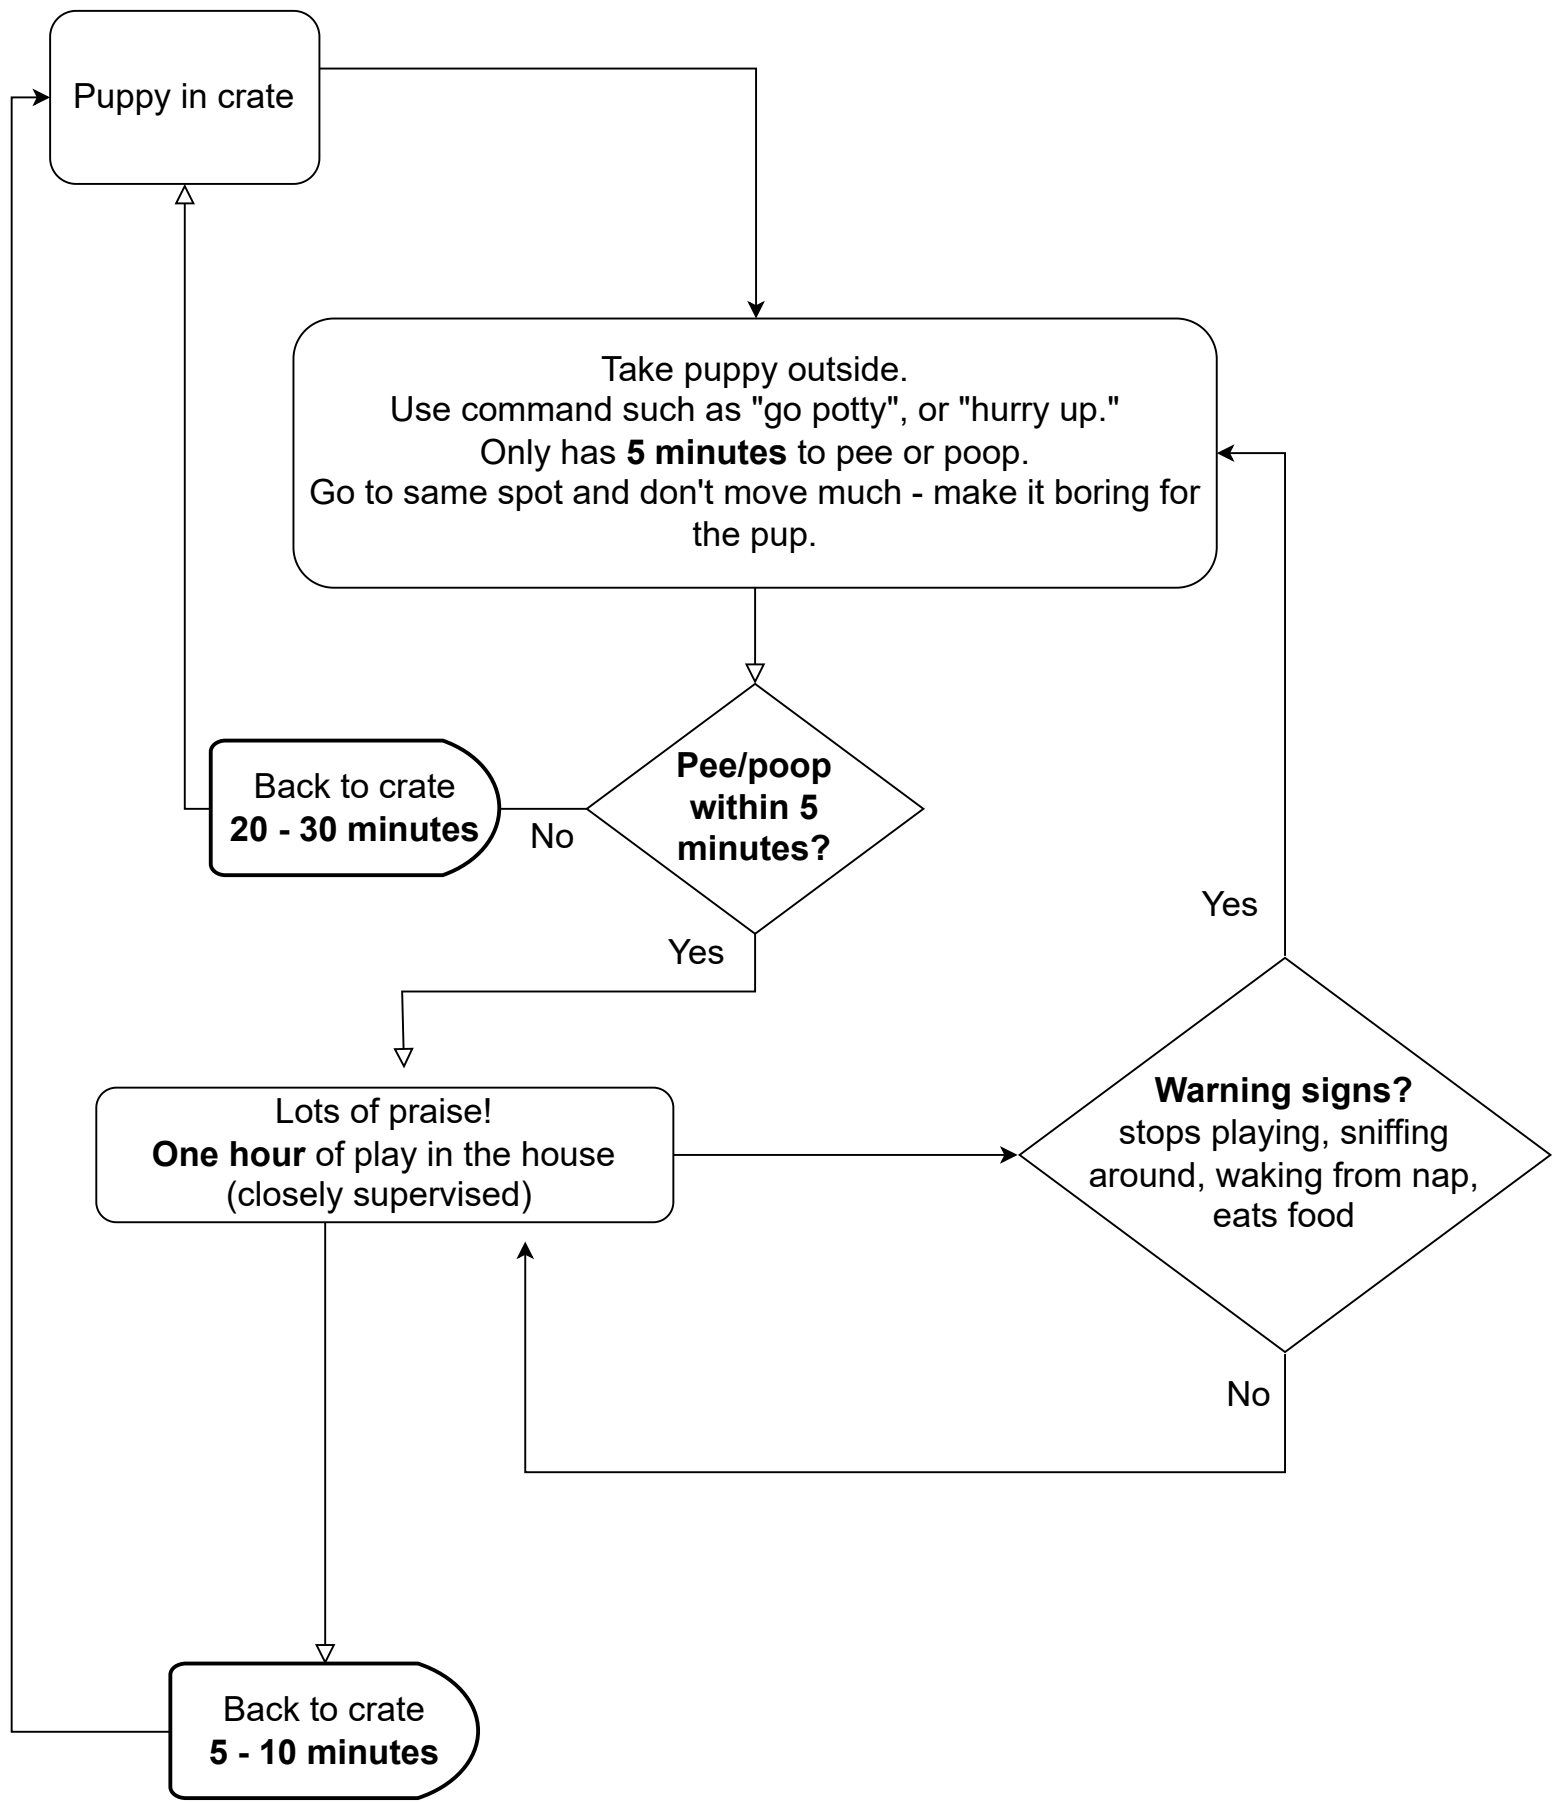 Puppy in crate
Take puppy outside.
Use command such as "go potty", or "hurry up."
Only has 5 minutes to pee or poop.
Go to same spot and don't move much - make it boring for
the pup.
Pee/poop
within 5
minutes?
Back to crate
20 - 30 minutes
No
Yes
Yes
Lots of praise!
One hour of play in the house
(closely supervised)
Warning signs?
stops playing, sniffing
around, waking from nap,
eats food
No
Back to crate
5 - 10 minutes